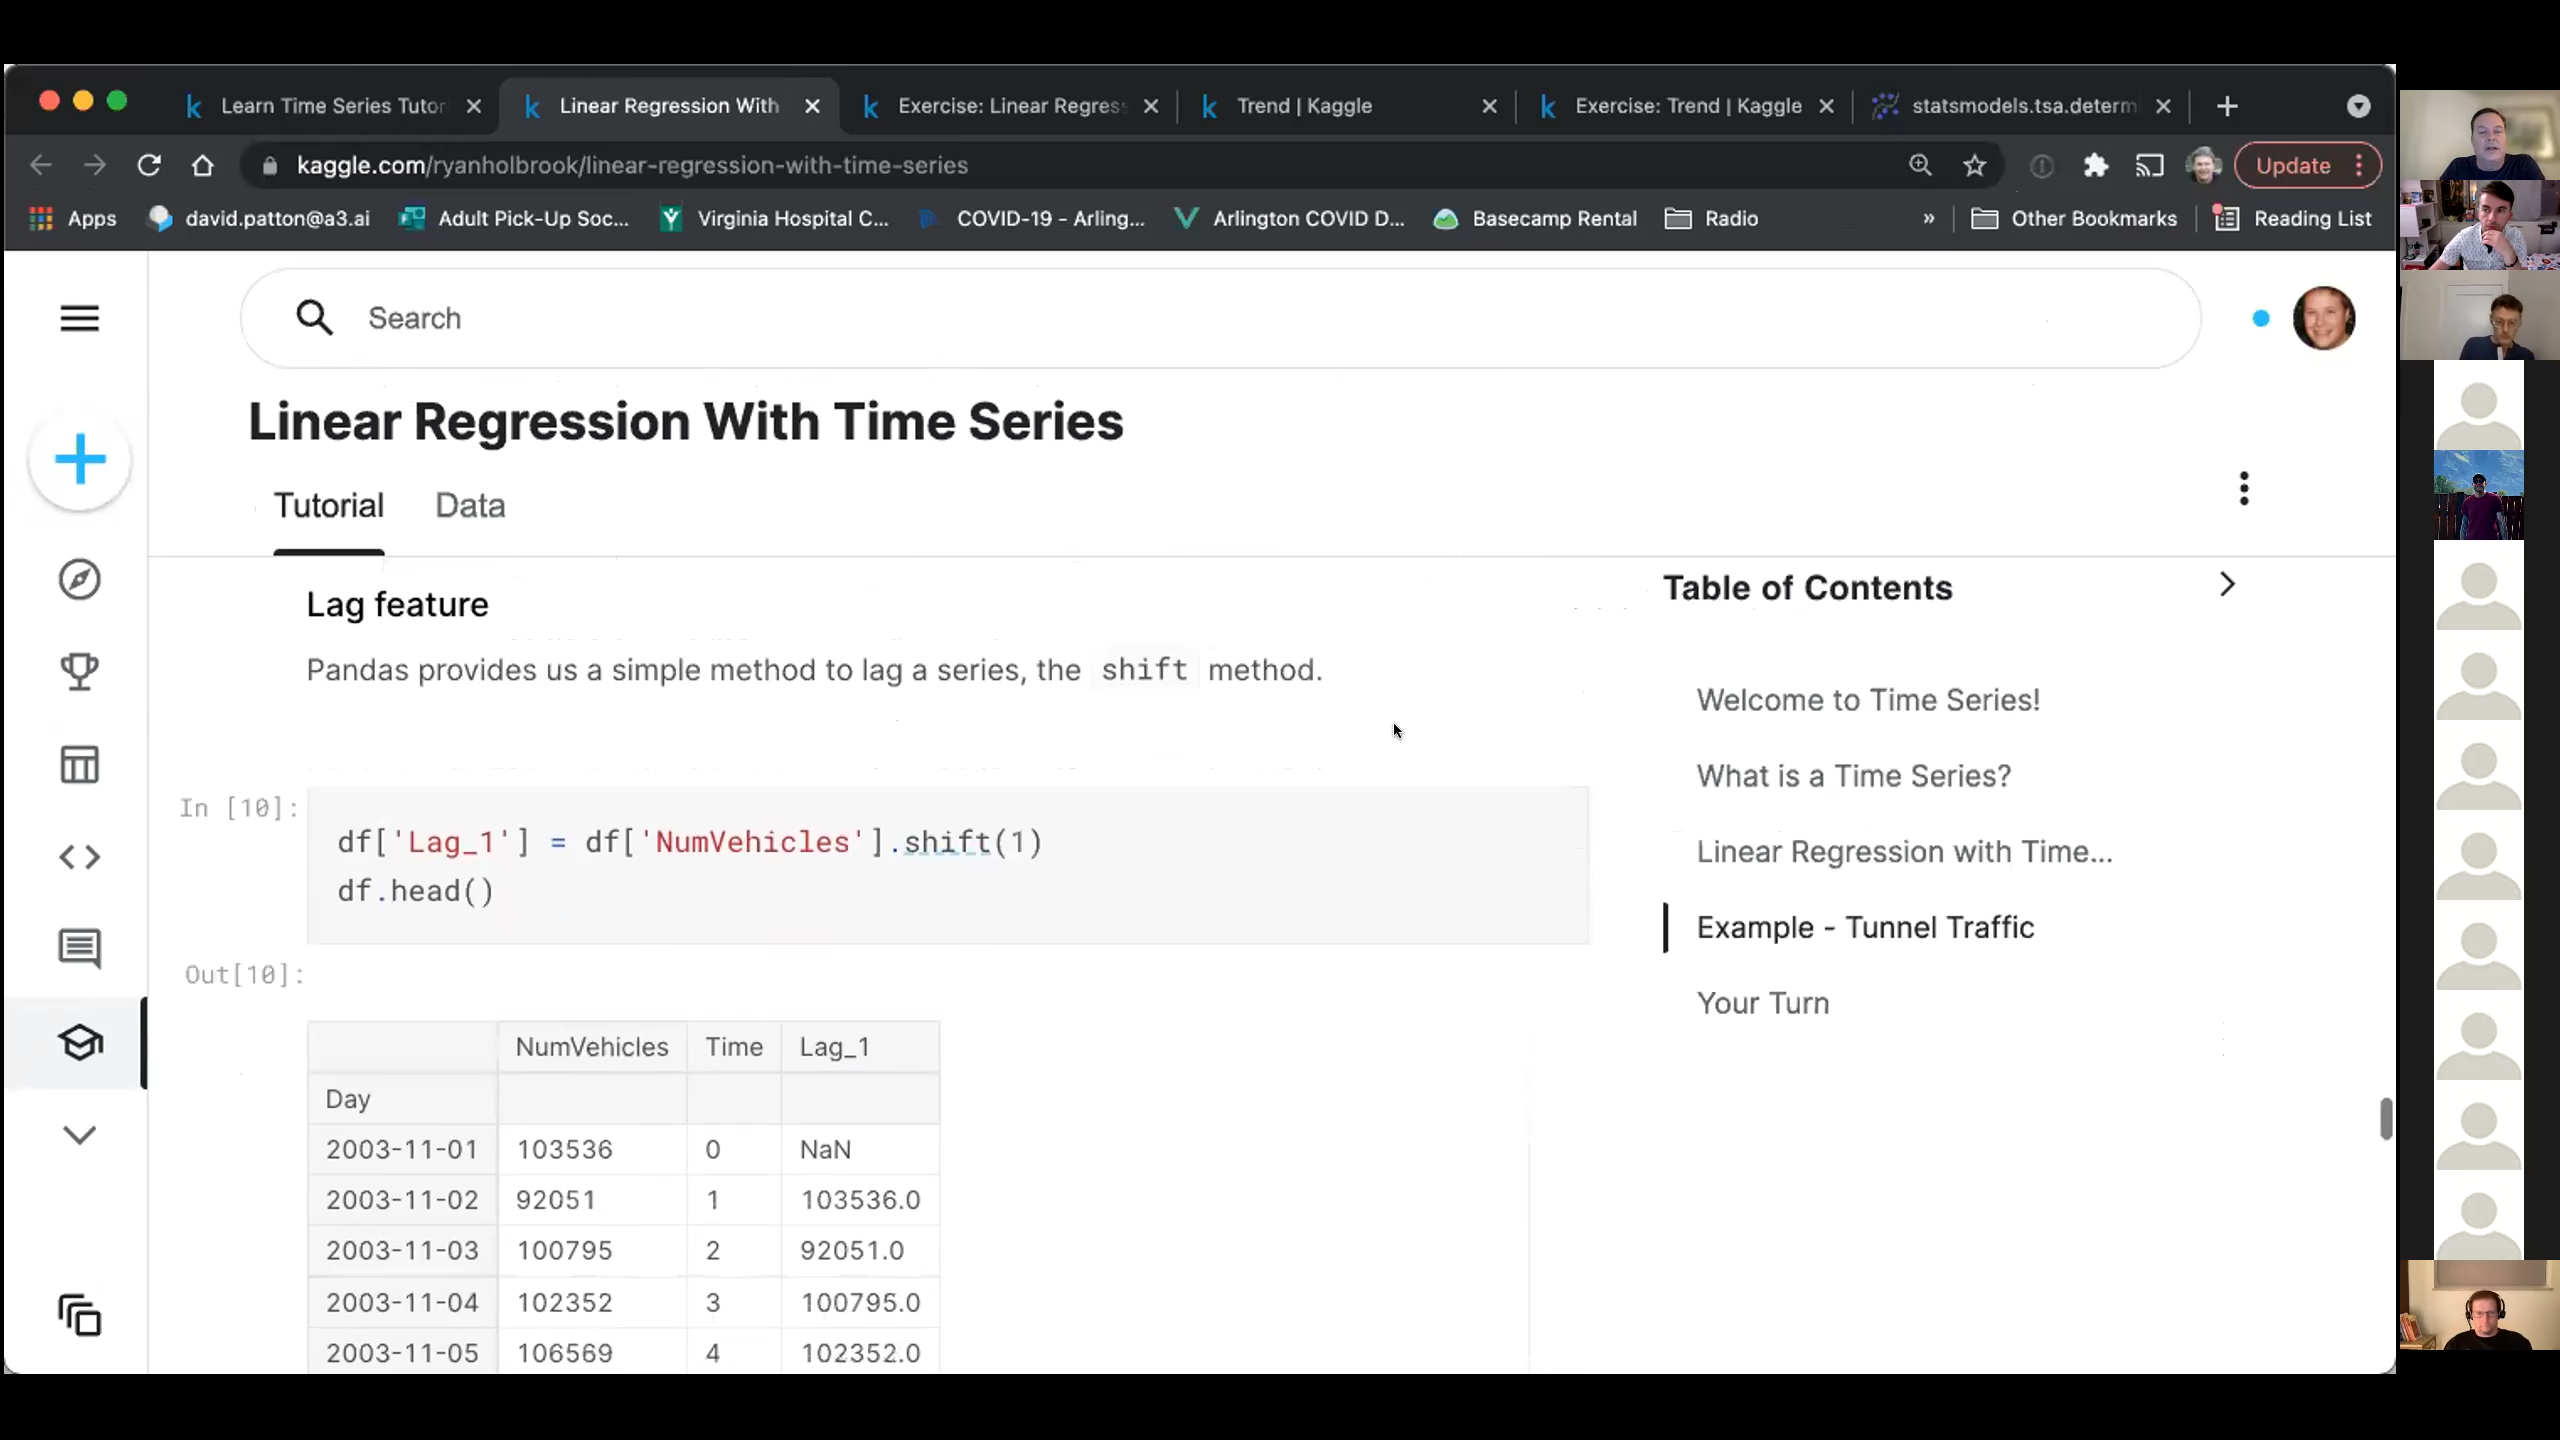 Learn Time Series Tutor
Linear Regression With
Exercise: Linear Regress
Trend | Kaggle
Exercise: Trend | Kaggle
statsmodels.tsa.determ
kaggle.com/ryanholbrook/linear-regression-with-time-series
Update
Apps
david.patton@a3.ai
Adult Pick-Up Soc...
Virginia Hospital C...
COVID-19 - Arling...
Arlington COVID D...
Basecamp Rental
Radio
»
Other Bookmarks
Reading List
Search
Linear Regression With Time Series
Tutorial Data
Lag feature
Pandas provides us a simple method to lag a series, the shift method.
In [10]:
df['Lag_1'] = df['NumVehicles'].shift(1)
df.head()
Out[10]:
NumVehicles Time Lag_1
Day
2003-11-01 103536 0 NaN
2003-11-02 92051 1 103536.0
2003-11-03 100795 2 92051.0
2003-11-04 102352 3 100795.0
2003-11-05 106569 4 102352.0
Table of Contents
Welcome to Time Series!
What is a Time Series?
Linear Regression with Time...
Example - Tunnel Traffic
Your Turn